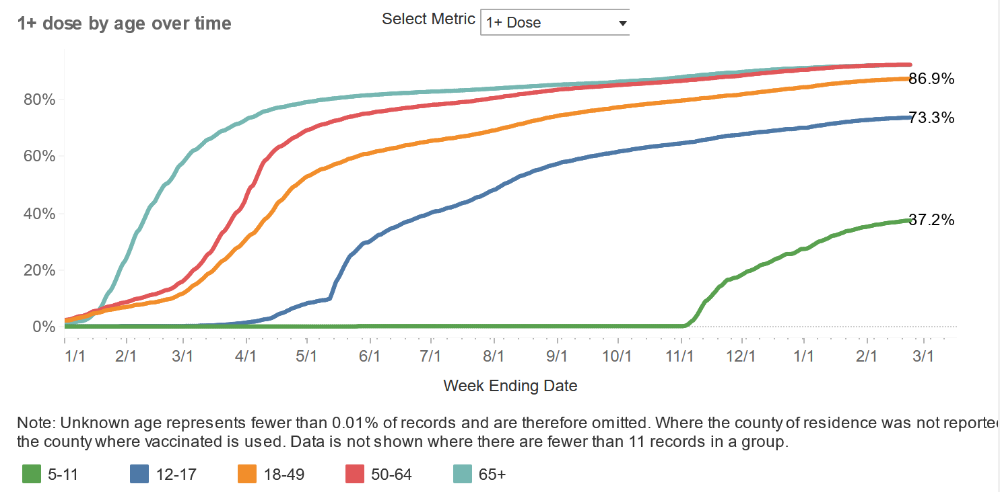 1+ dose by age over time
Select Metric
1+ Dose
86.9%
73.3%
37.2%
80%
60%
40%
20%
0%
1/1 2/1 3/1 4/1 5/1 6/1 7/1 8/1 9/1 10/1 11/1 12/1 1/1 2/1 3/1
Week Ending Date
Note: Unknown age represents fewer than 0.01% of records and are therefore omitted. Where the county of residence was not reporte
the county where vaccinated is used. Data is not shown where there are fewer than 11 records in a group.
5-11 12-17 18-49 50-64 65+